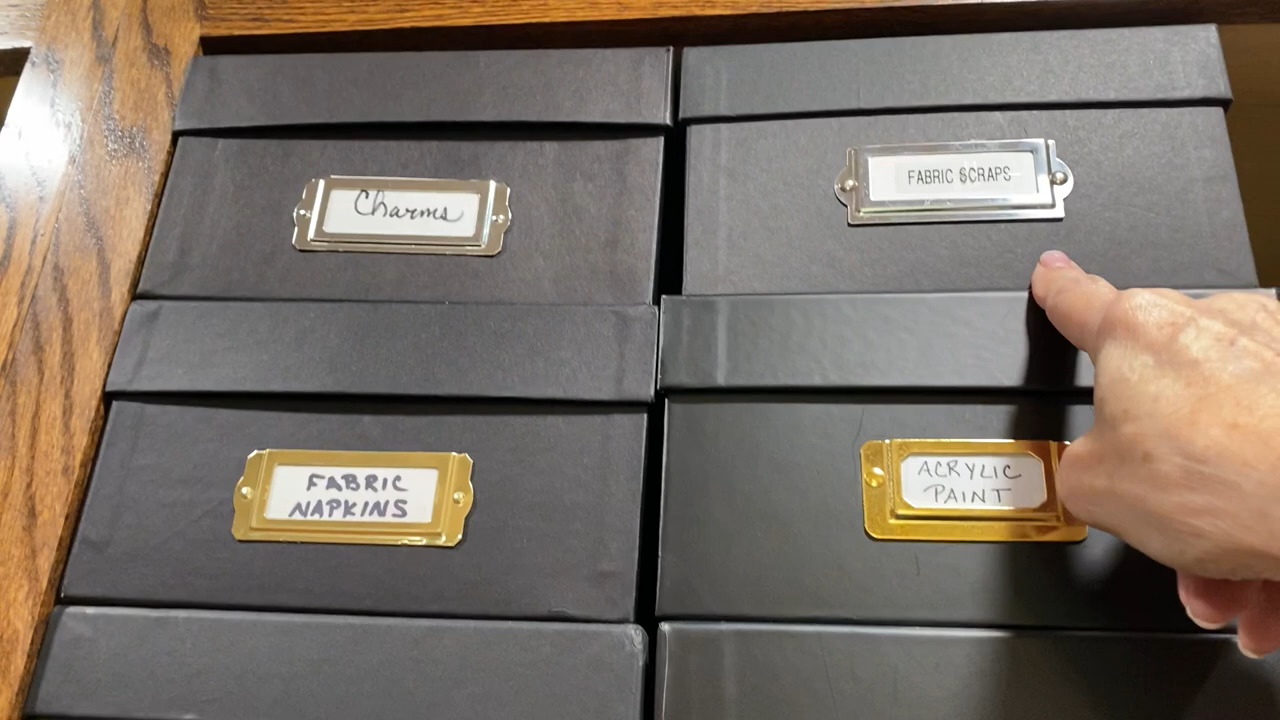 Charms
FABRIC SCRAPS
FABRIC
NAPKINS
ACRYLIC
PAINT